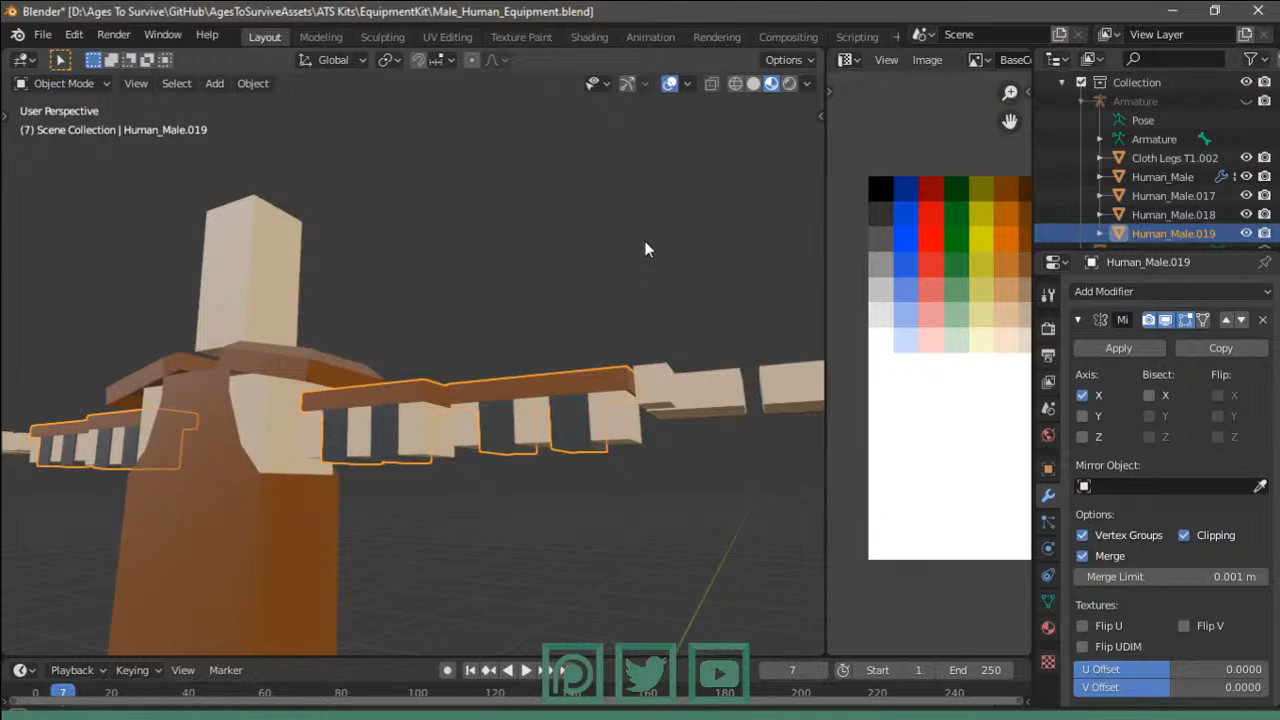 Blender* [D:\Ages To Survive\GitHub\AgesToSurviveAssets\ATS Kits\EquipmentKit\Male_Human_Equipment.blend]
File Edit Render Window Help Layout Modeling Sculpting UV Editing Texture Paint Shading Animation Rendering Compositing Scripting Scene View Layer
Global Options View Image BaseC
Object Mode View Select Add Object Collection
User Perspective Armature
(7) Scene Collection | Human_Male.019 Pose
Armature
Cloth Legs T1.002
Human_Male
Human_Male.017
Human_Male.018
Human_Male.019
Human_Male.019
Add Modifier
Mi
Apply Copy
Axis: Bisect: Flip:
X X X
Y Y Y
Z Z Z
Mirror Object:
Options:
Vertex Groups Clipping
Merge
Merge Limit 0.001 m
Textures:
Flip U Flip V
Flip UDIM
U Offset 0.0000
V Offset 0.0000
Playback Keying View Marker 7 Start 1 End 250
0 7 20 40 60 80 100 120 140 160 180 200 220 240